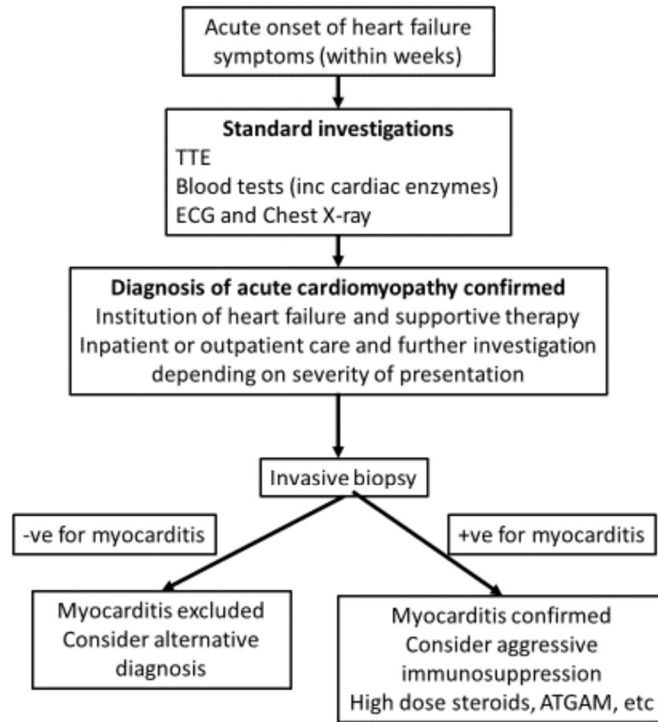 Acute onset of heart failure
symptoms (within weeks)
Standard investigations
TTE
Blood tests (inc cardiac enzymes)
ECG and Chest X-ray
Diagnosis of acute cardiomyopathy confirmed
Institution of heart failure and supportive therapy
Inpatient or outpatient care and further investigation
depending on severity of presentation
Invasive biopsy
-ve for myocarditis
+ve for myocarditis
Myocarditis excluded
Consider alternative
diagnosis
Myocarditis confirmed
Consider aggressive
immunosuppression
High dose steroids, ATGAM, etc